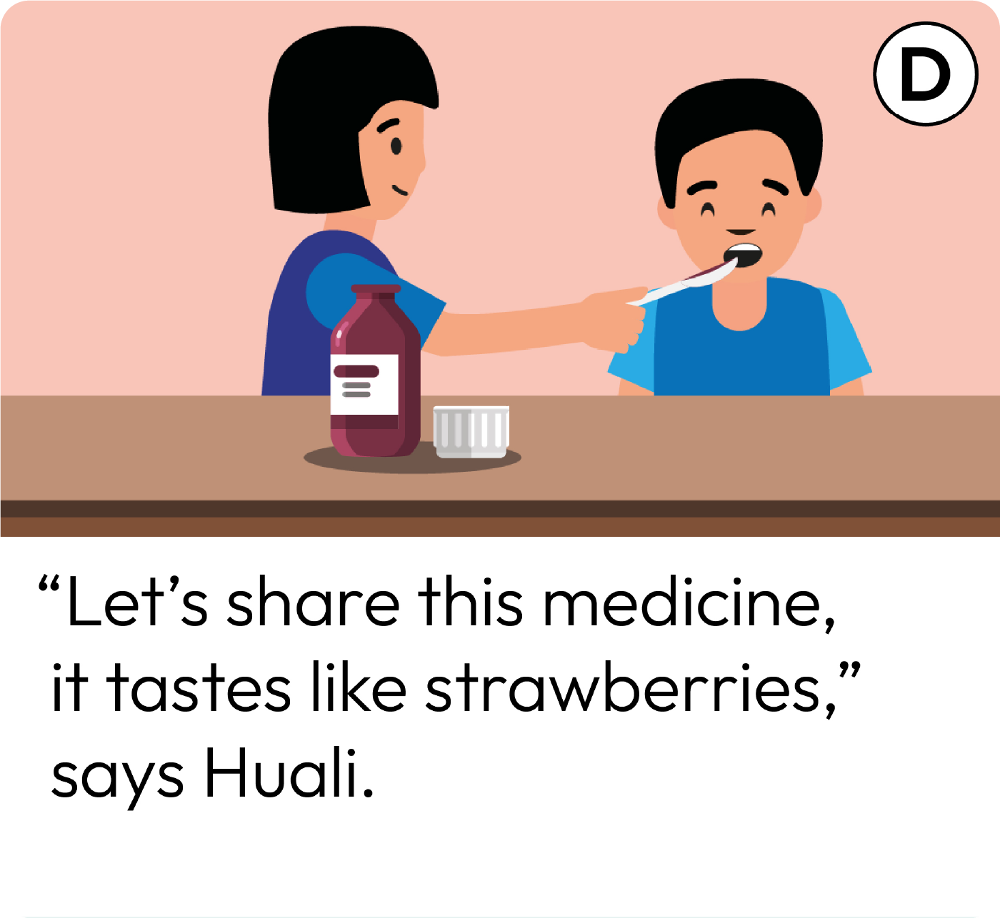 D
“Let’s share this medicine,
it tastes like strawberries,”
says Huali.